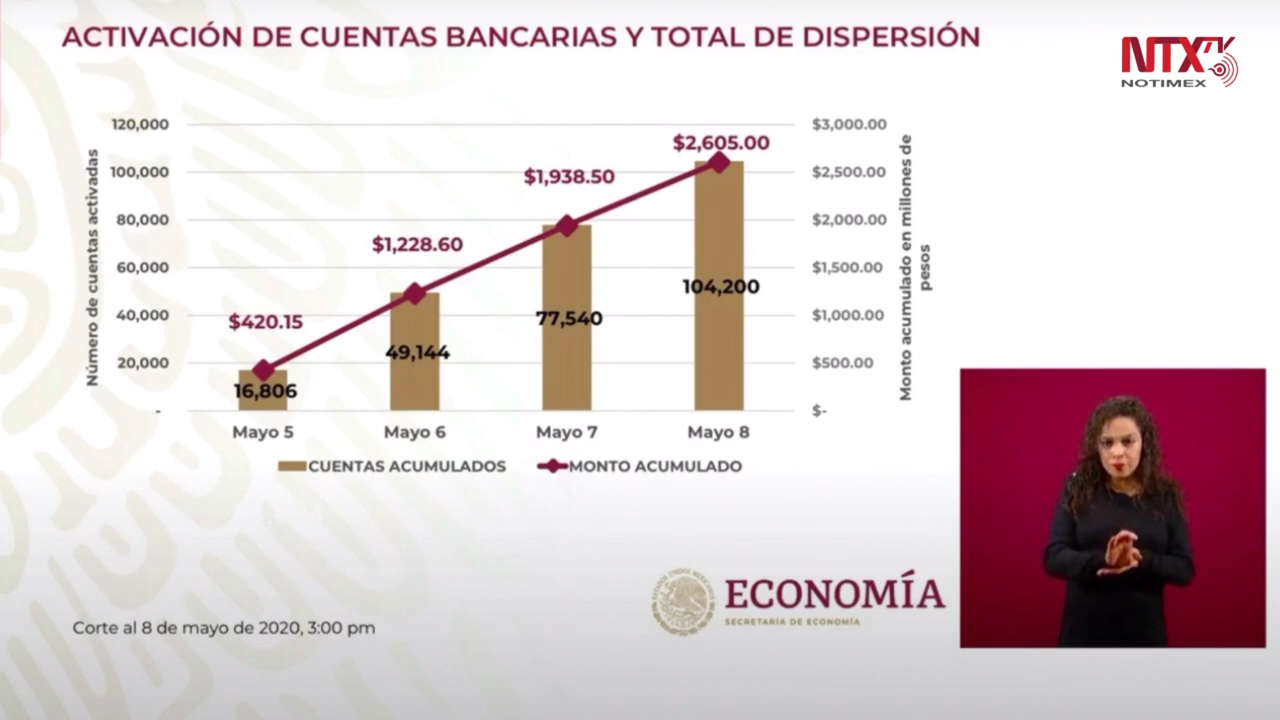 ACTIVACIÓN DE CUENTAS BANCARIAS Y TOTAL DE DISPERSIÓN
NTX TV
NOTIMEX
Número de cuentas activadas
120,000
100,000
80,000
60,000
40,000
20,000
-
$420.15
$1,228.60
$1,938.50
$2,605.00
16,806
49,144
77,540
104,200
$3,000.00
$2,500.00
$2,000.00
$1,500.00
$1,000.00
$500.00
$-
Monto acumulado en millones de
pesos
Mayo 5
Mayo 6
Mayo 7
Mayo 8
CUENTAS ACUMULADOS
MONTO ACUMULADO
ECONOMÍA
SECRETARÍA DE ECONOMÍA
Corte al 8 de mayo de 2020, 3:00 pm